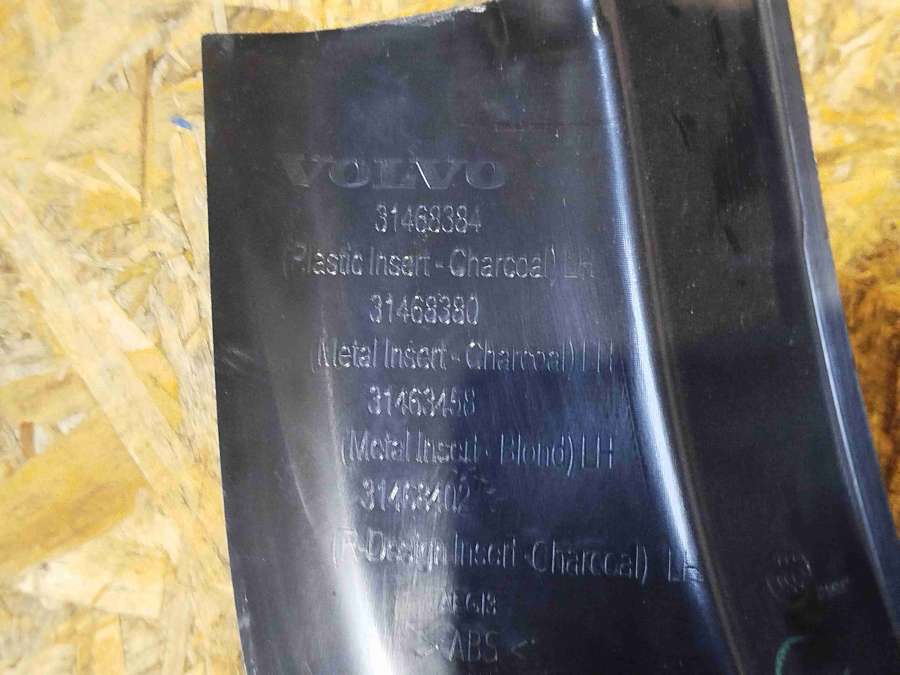 VOLVO
31468384
(Plastic Insert - Charcoal) LH
31468380
(Metal Insert - Charcoal) LH
31463458
(Metal Insert - Blond) LH
31468402
(R-Design Insert -Charcoal) LH
>ABS<